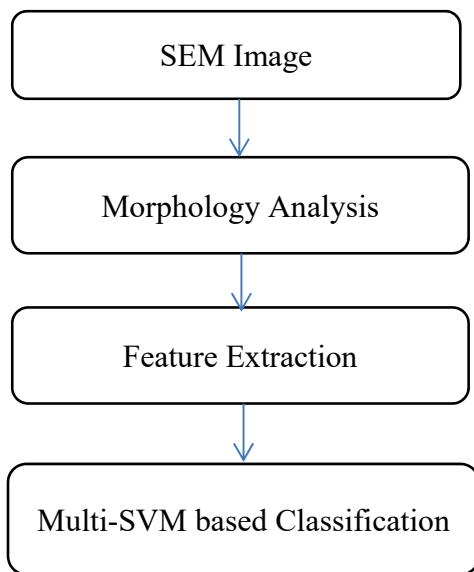 SEM Image
Morphology Analysis
Feature Extraction
Multi-SVM based Classification